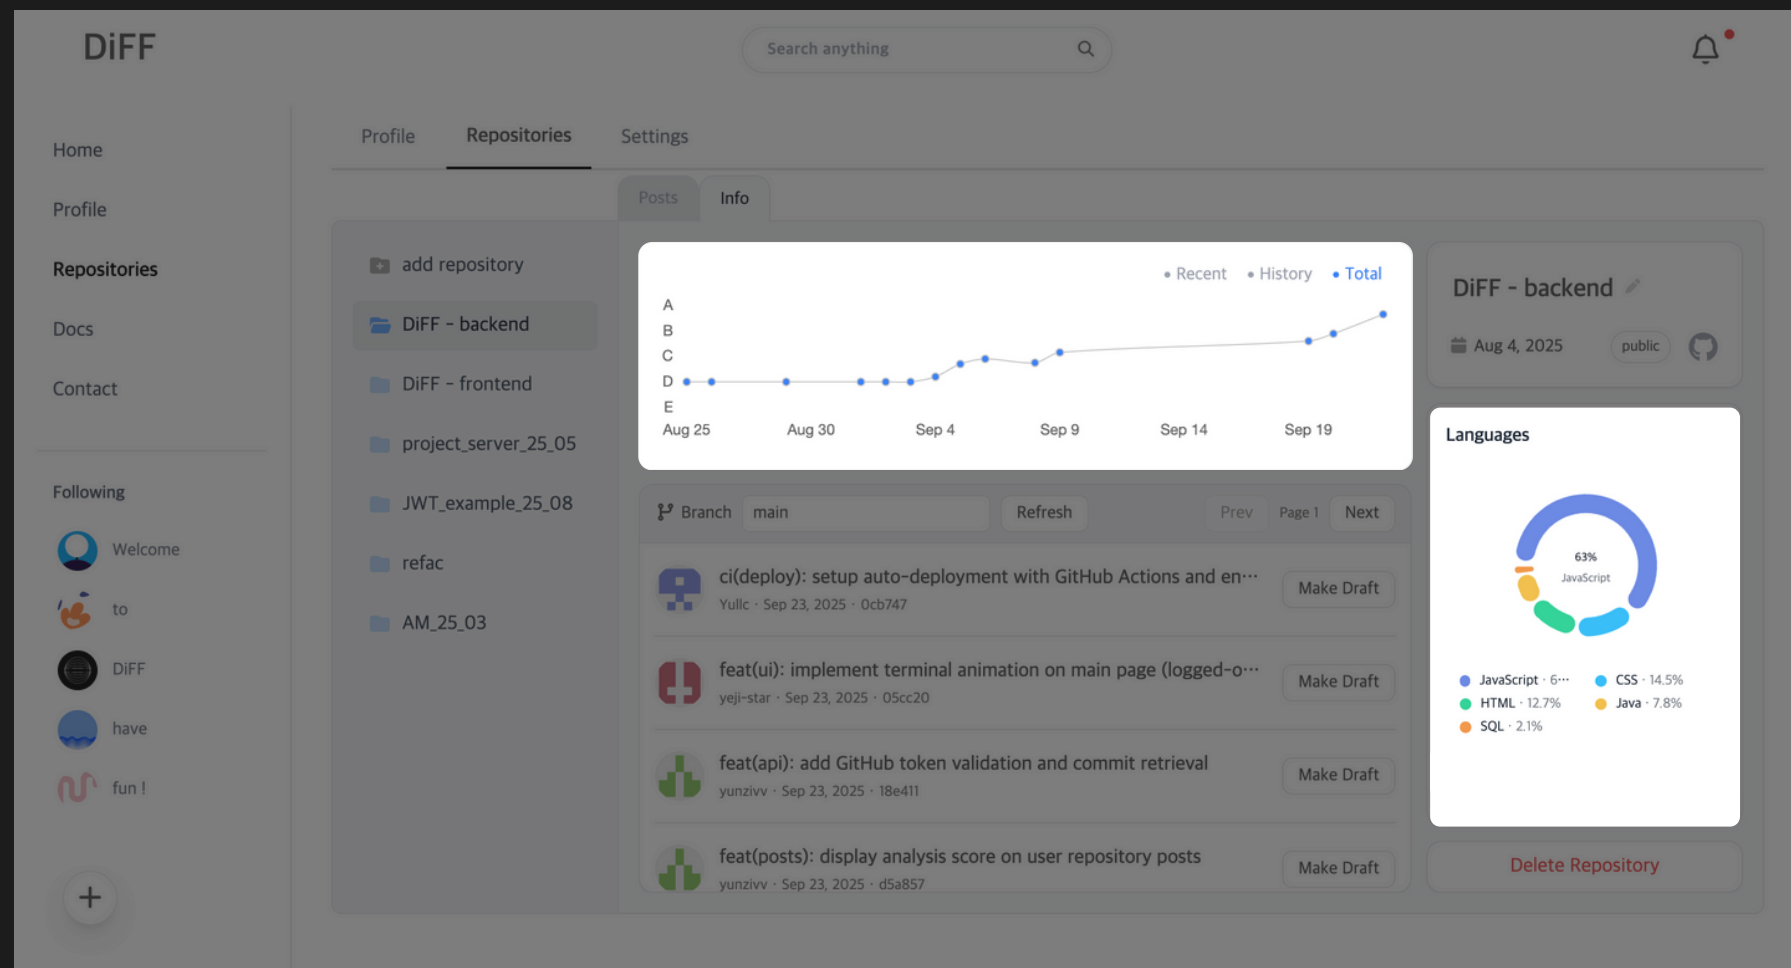 DiFF
Search anything
Home
Profile
Repositories
Docs
Contact
Following
Welcome
to
DiFF
have
fun !
+
Profile
Repositories
Settings
Posts
Info
add repository
DiFF - backend
DiFF - frontend
project_server_25_05
JWT_example_25_08
refac
AM_25_03
Recent
History
Total
A
B
C
D
E
Aug 25
Aug 30
Sep 4
Sep 9
Sep 14
Sep 19
Branch
main
Refresh
Prev
Page 1
Next
ci(deploy): setup auto-deployment with GitHub Actions and en···
Yullc · Sep 23, 2025 · 0cb747
Make Draft
feat(ui): implement terminal animation on main page (logged-o···
yeji-star · Sep 23, 2025 · 05cc20
Make Draft
feat(api): add GitHub token validation and commit retrieval
yunzivv · Sep 23, 2025 · 18e411
Make Draft
feat(posts): display analysis score on user repository posts
yunzivv · Sep 23, 2025 · d5a857
Make Draft
DiFF - backend
Aug 4, 2025
public
Languages
63%
JavaScript
JavaScript · 6···
CSS · 14.5%
HTML · 12.7%
Java · 7.8%
SQL · 2.1%
Delete Repository